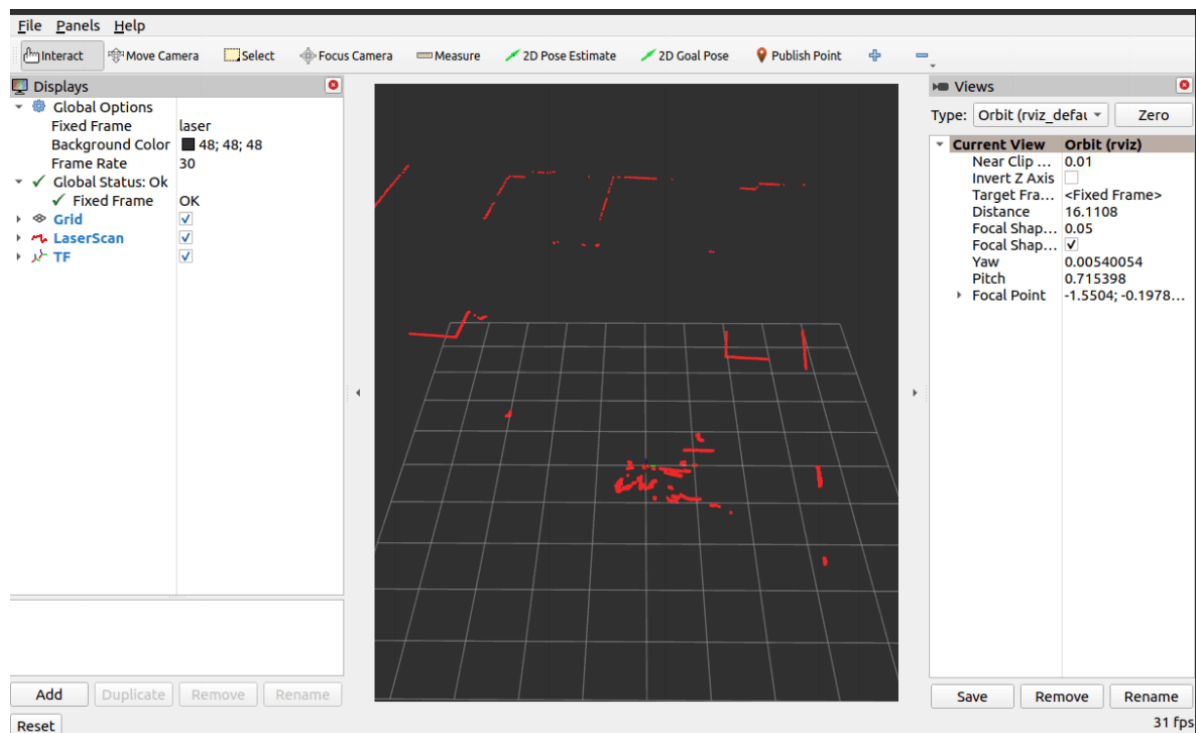 File Panels Help
Interact Move Camera Select Focus Camera Measure 2D Pose Estimate 2D Goal Pose Publish Point
Displays
Global Options
Fixed Frame laser
Background Color 48; 48; 48
Frame Rate 30
Global Status: Ok
Fixed Frame OK
Grid
LaserScan
TF
Add Duplicate Remove Rename
Reset
Views
Type: Orbit (rviz_defau Zero
Current View Orbit (rviz)
Near Clip ... 0.01
Invert Z Axis
Target Fra... <Fixed Frame>
Distance 16.1108
Focal Shap... 0.05
Focal Shap...
Yaw 0.00540054
Pitch 0.715398
Focal Point -1.5504; -0.1978...
Save Remove Rename
31 fps